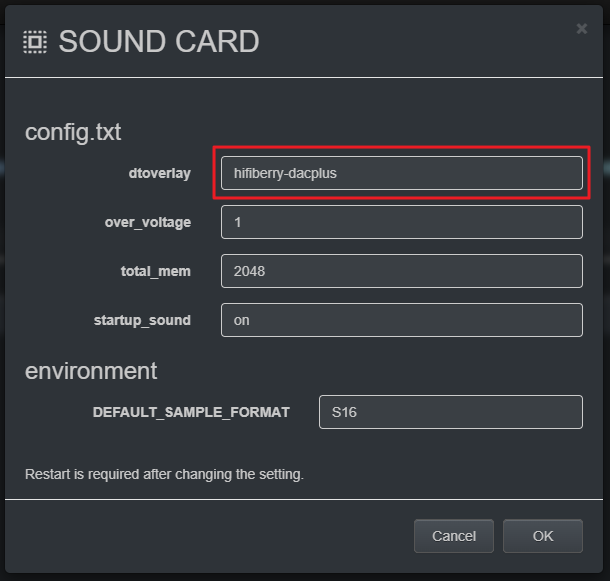 SOUND CARD
×
config.txt
dtoverlay hifiberry-dacplus
over_voltage 1
total_mem 2048
startup_sound on
environment
DEFAULT_SAMPLE_FORMAT S16
Restart is required after changing the setting.
Cancel OK